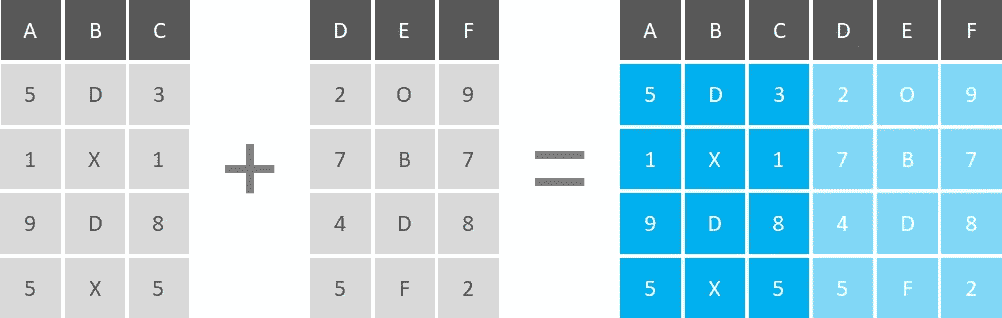 A B C D E F A B C D E F
5 D 3 2 O 9 5 D 3 2 O 9
1 X 1 + 7 B 7 = 1 X 1 7 B 7
9 D 8 4 D 8 9 D 8 4 D 8
5 X 5 5 F 2 5 X 5 5 F 2